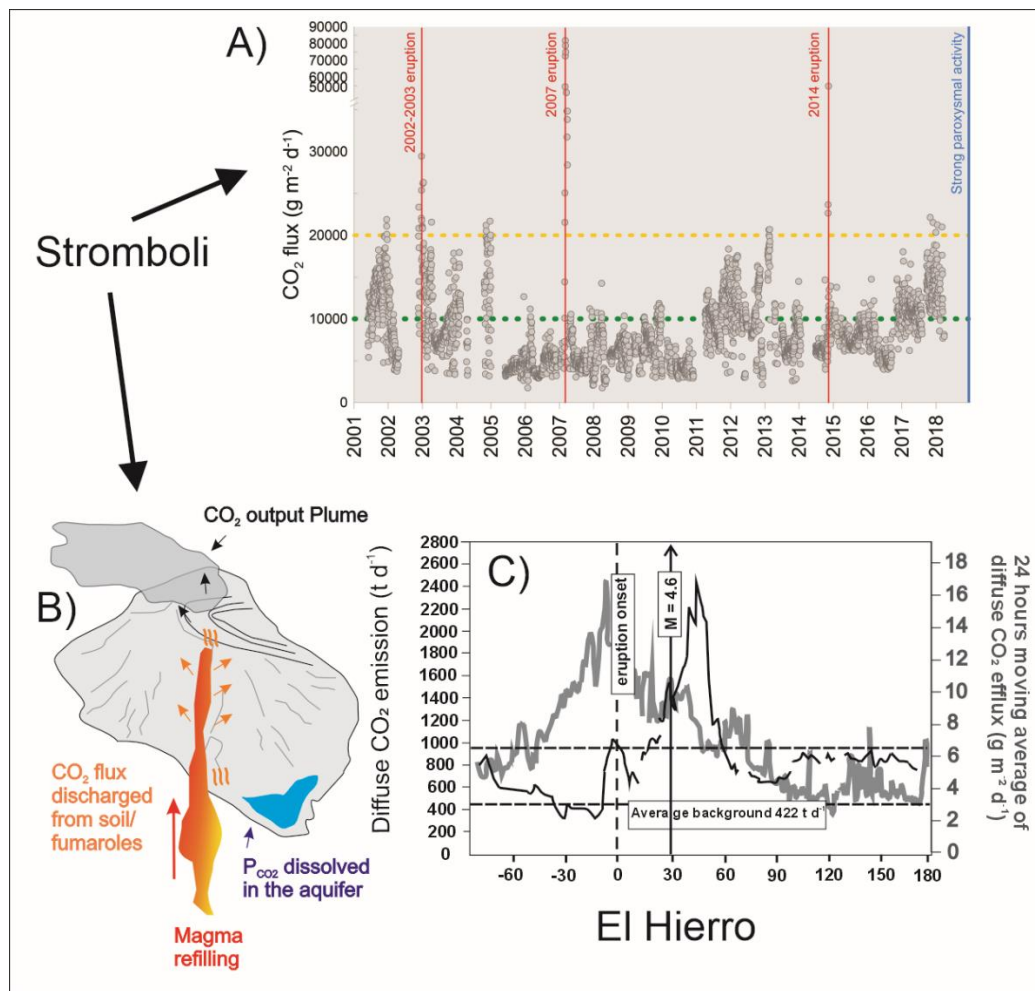 A)
90000
80000
70000
60000
50000
30000
20000
10000
0
CO₂ flux (g m⁻² d⁻¹)
2002-2003 eruption
2007 eruption
2014 eruption
Strong paroxysmal activity
2001
2002
2003
2004
2005
2006
2007
2008
2009
2010
2011
2012
2013
2014
2015
2016
2017
2018
Stromboli
B)
CO₂ output Plume
CO₂ flux
discharged
from soil/
fumaroles
P_CO₂ dissolved
in the aquifer
Magma
refilling
C)
Diffuse CO₂ emission (t d⁻¹)
2800
2600
2400
2200
2000
1800
1600
1400
1200
1000
800
600
400
200
0
eruption onset
M = 4.6
Average background 422 t d⁻¹
18
16
14
12
10
8
6
4
2
0
24 hours moving average of
diffuse CO₂ efflux (g m⁻² d⁻¹)
-60
-30
0
30
60
90
120
150
180
El Hierro